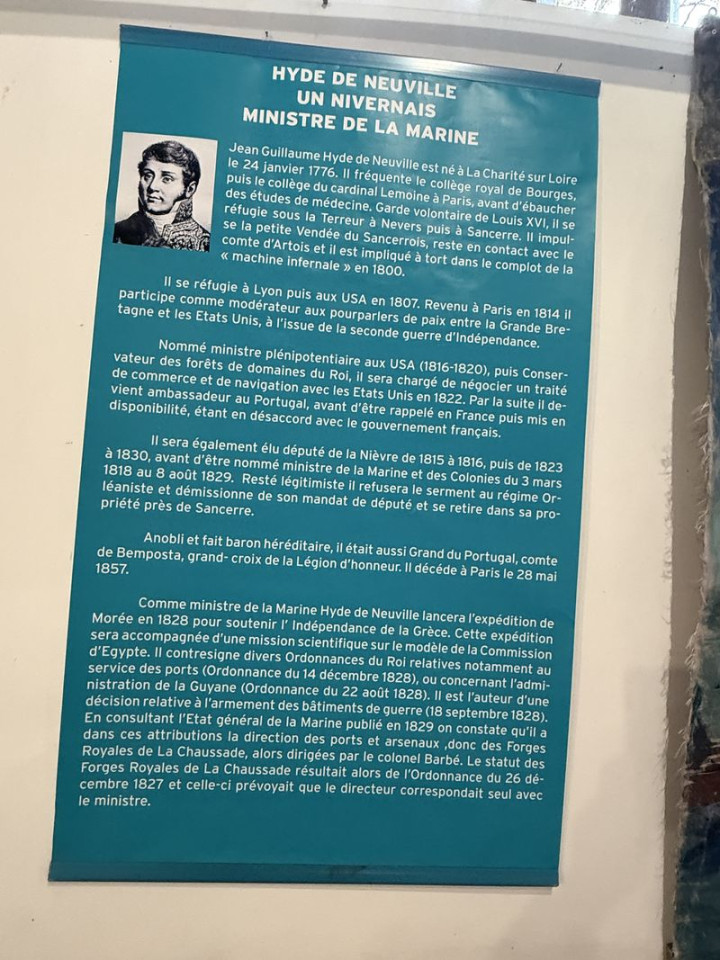 HYDE DE NEUVILLE
UN NIVERNAIS
MINISTRE DE LA MARINE
Jean Guillaume Hyde de Neuville est né à La Charité sur Loire
le 24 janvier 1776. Il fréquente le collège royal de Bourges,
puis le collège du cardinal Lemoine à Paris, avant d'ébaucher
des études de médecine. Garde volontaire de Louis XVI, il se
réfugie sous la Terreur à Nevers puis à Sancerre. Il impul-
se la petite Vendée du Sancerrois, reste en contact avec le
comte d'Artois et il est impliqué à tort dans le complot de la
« machine infernale » en 1800.
Il se réfugie à Lyon puis aux USA en 1807. Revenu à Paris en 1814 il
participe comme modérateur aux pourparlers de paix entre la Grande Bre-
tagne et les Etats Unis, à l'issue de la seconde guerre d'Indépendance.
Nommé ministre plénipotentiaire aux USA (1816-1820), puis Conser-
vateur des forêts de domaines du Roi, il sera chargé de négocier un traité
de commerce et de navigation avec les Etats Unis en 1822. Par la suite il de-
vient ambassadeur au Portugal, avant d'être rappelé en France puis mis en
disponibilité, étant en désaccord avec le gouvernement français.
Il sera également élu député de la Nièvre de 1815 à 1816, puis de 1823
à 1830, avant d'être nommé ministre de la Marine et des Colonies du 3 mars
1818 au 8 août 1829. Resté légitimiste il refusera le serment au régime Or-
léaniste et démissionne de son mandat de député et se retire dans sa pro-
priété près de Sancerre.
Anobli et fait baron héréditaire, il était aussi Grand du Portugal, comte
de Bemposta, grand- croix de la Légion d'honneur. Il décède à Paris le 28 mai
1857.
Comme ministre de la Marine Hyde de Neuville lancera l'expédition de
Morée en 1828 pour soutenir l' Indépendance de la Grèce. Cette expédition
sera accompagnée d'une mission scientifique sur le modèle de la Commission
d'Egypte. Il contresigne divers Ordonnances du Roi relatives notamment au
service des ports (Ordonnance du 14 décembre 1828), ou concernant l'admi-
nistration de la Guyane (Ordonnance du 22 août 1828). Il est l'auteur d'une
décision relative à l'armement des bâtiments de guerre (18 septembre 1828).
En consultant l'Etat général de la Marine publié en 1829 on constate qu'il a
dans ces attributions la direction des ports et arsenaux ,donc des Forges
Royales de La Chaussade, alors dirigées par le colonel Barbé. Le statut des
Forges Royales de La Chaussade résultait alors de l'Ordonnance du 26 dé-
cembre 1827 et celle-ci prévoyait que le directeur correspondait seul avec
le ministre.